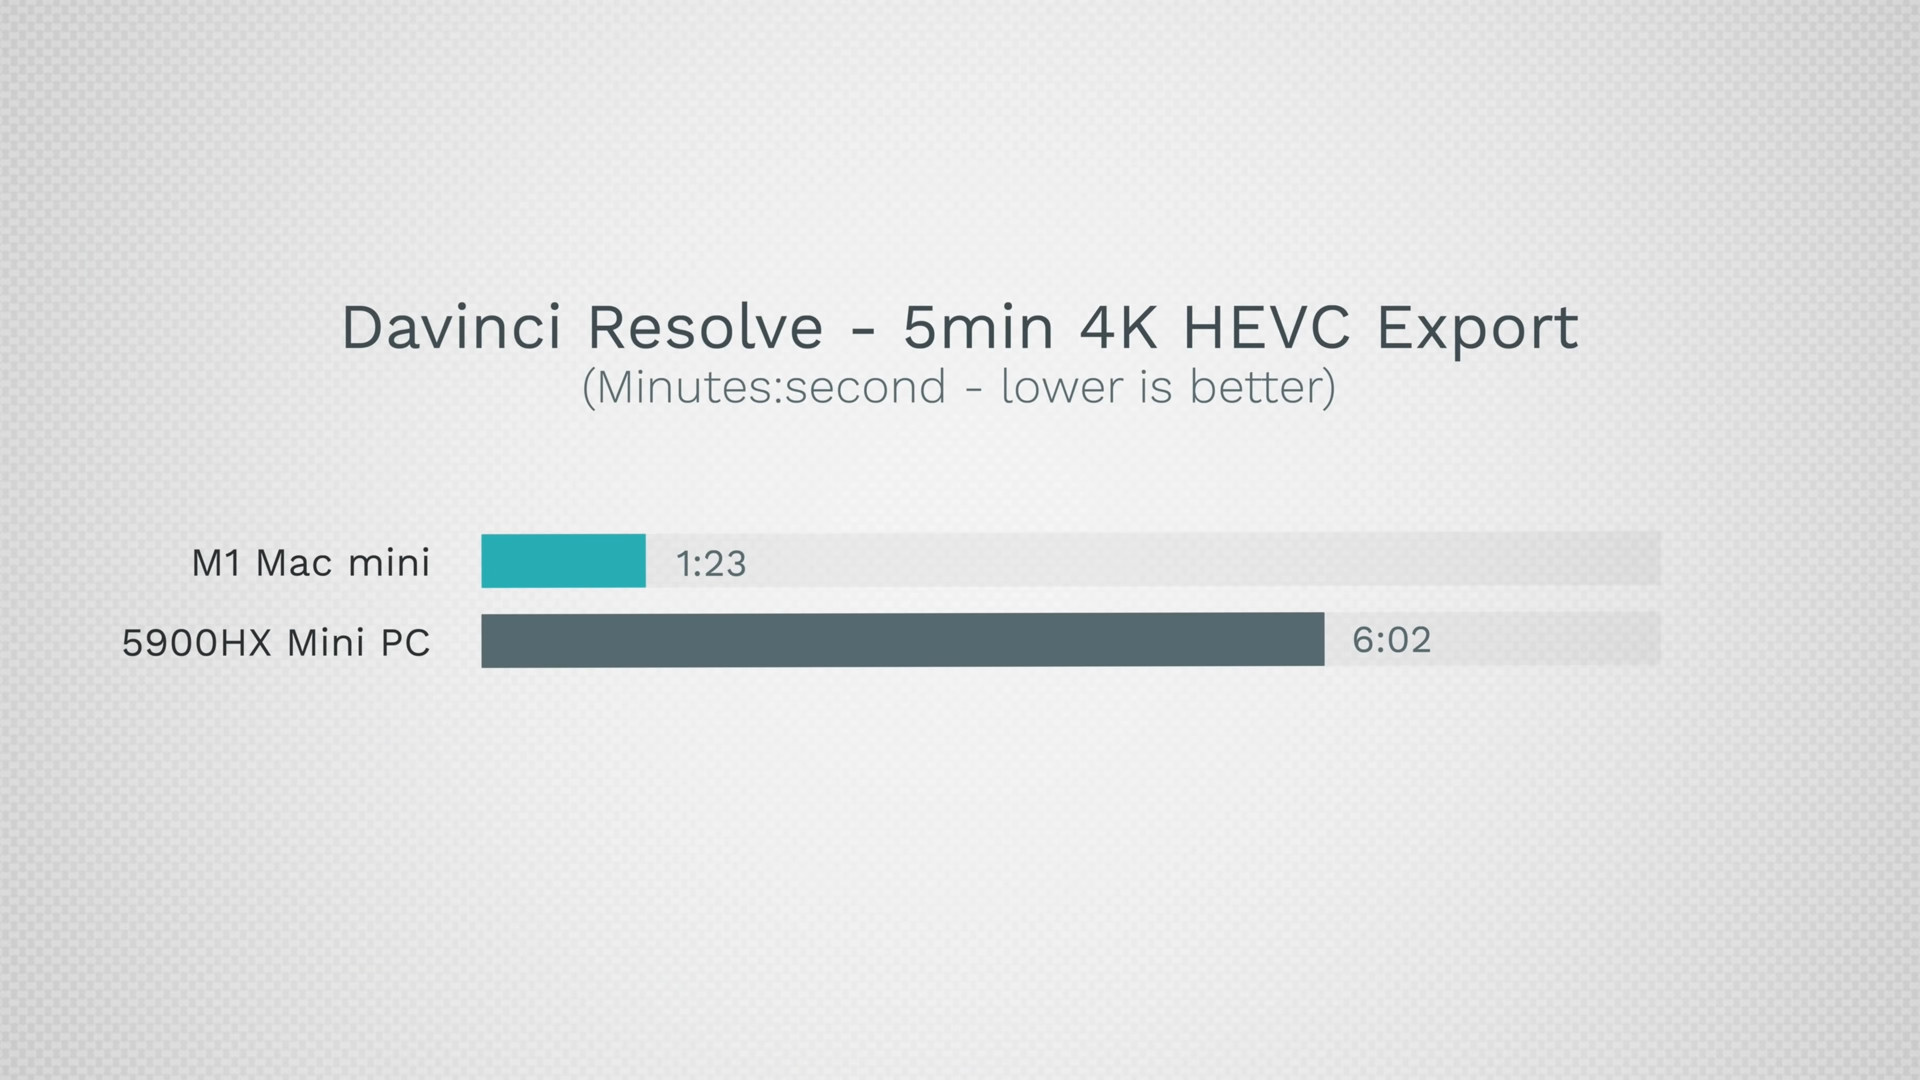 Davinci Resolve - 5min 4K HEVC Export
(Minutes:second - lower is better)
M1 Mac mini 1:23
5900HX Mini PC 6:02